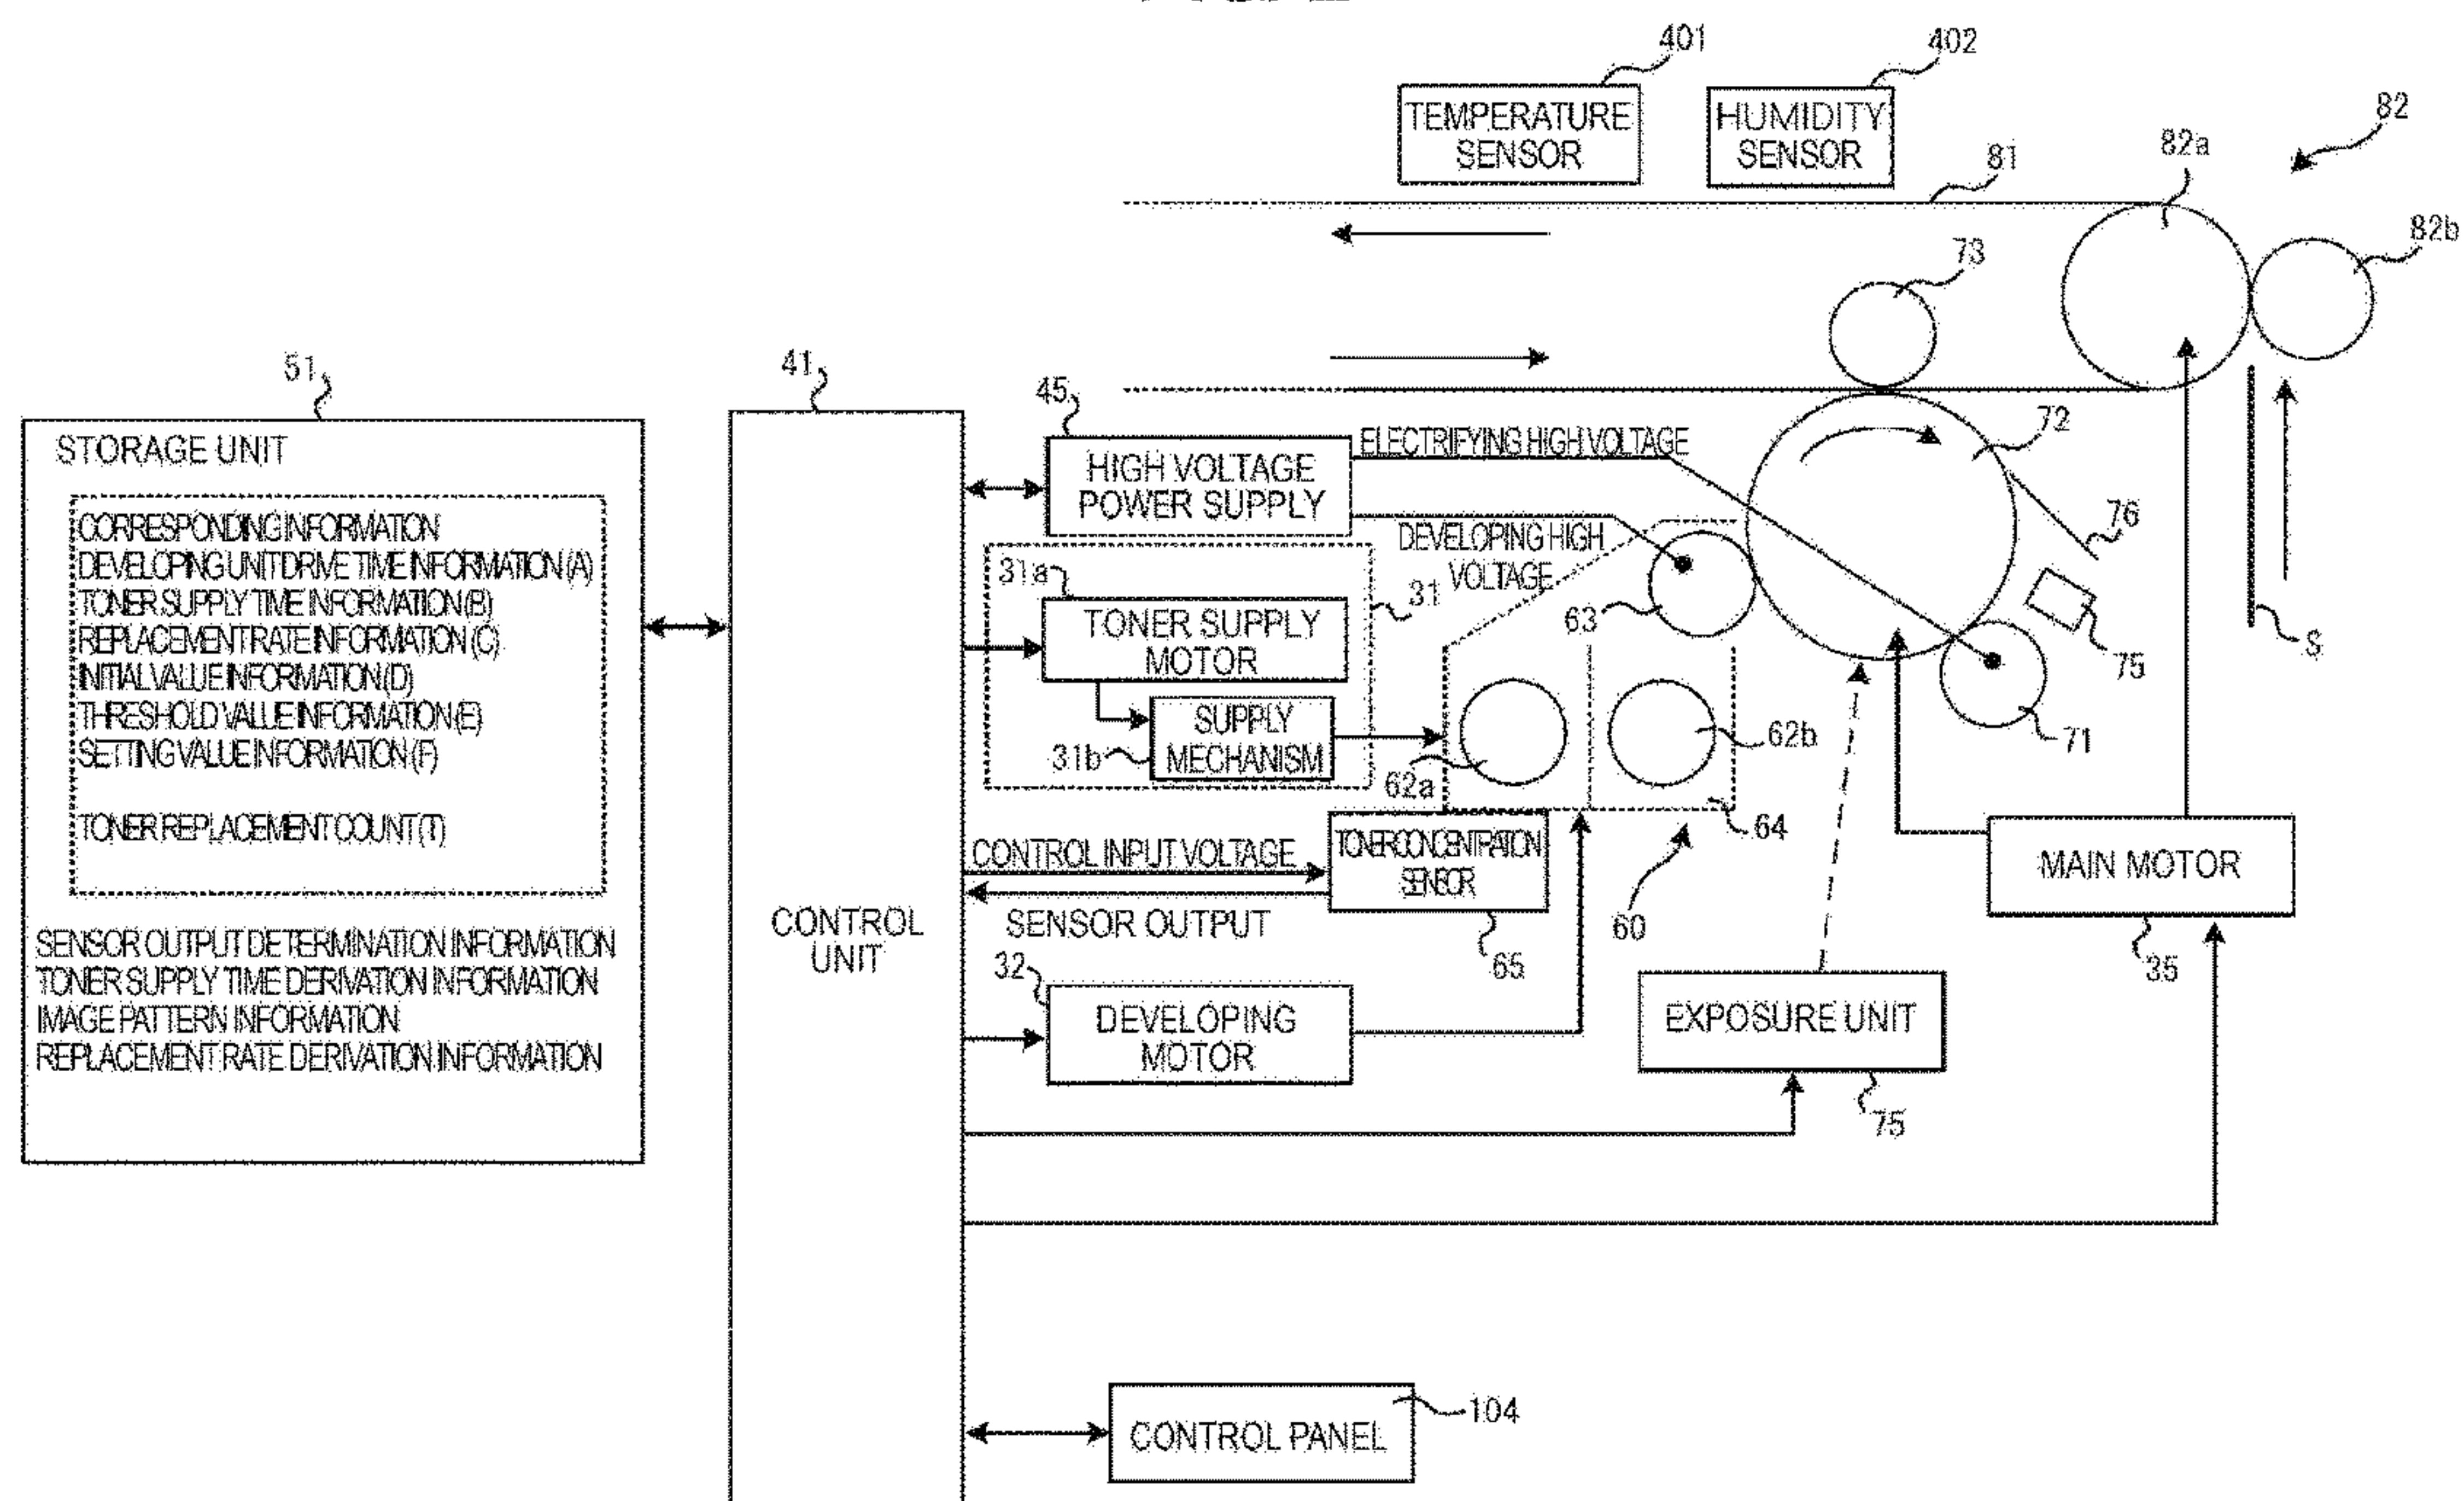 401
402
TEMPERATURE
SENSOR
HUMIDITY
SENSOR
82
81
82a
82b
73
51
41
45
72
STORAGE UNIT
CORRESPONDING INFORMATION
DEVELOPING UNIT DRIVE TIME INFORMATION (A)
TONER SUPPLY TIME INFORMATION (B)
REPLACEMENT RATE INFORMATION (C)
INITIAL VALUE INFORMATION (D)
THRESHOLD VALUE INFORMATION (E)
SETTING VALUE INFORMATION (F)
TONER REPLACEMENT COUNT (T)
SENSOR OUTPUT DETERMINATION INFORMATION
TONER SUPPLY TIME DERIVATION INFORMATION
IMAGE PATTERN INFORMATION
REPLACEMENT RATE DERIVATION INFORMATION
CONTROL
UNIT
HIGH VOLTAGE
POWER SUPPLY
ELECTRIFYING HIGH VOLTAGE
DEVELOPING HIGH
VOLTAGE
76
31a
31
63
75
S
TONER SUPPLY
MOTOR
SUPPLY
MECHANISM
31b
62a
62b
71
64
60
CONTROL INPUT VOLTAGE
TONER CONCENTRATION
SENSOR
SENSOR OUTPUT
65
MAIN MOTOR
35
32
DEVELOPING
MOTOR
EXPOSURE UNIT
75
CONTROL PANEL
104